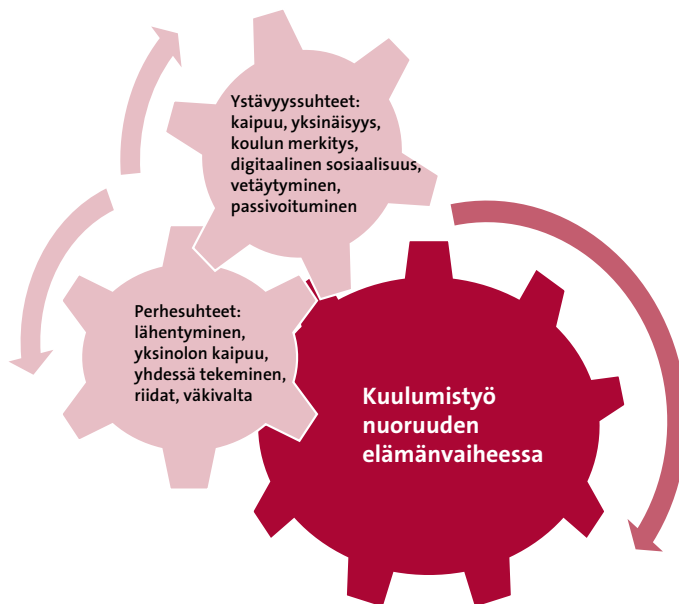 Ystävyyssuhteet:
kaipuu, yksinäisyys,
koulun merkitys,
digitaalinen sosiaalisuus,
vetäytyminen,
passivoituminen
Perhesuhteet:
lähentyminen,
yksinolon kaipuu,
yhdessä tekeminen,
riidat, väkivalta
Kuulumistyö
nuoruuden
elämänvaiheessa